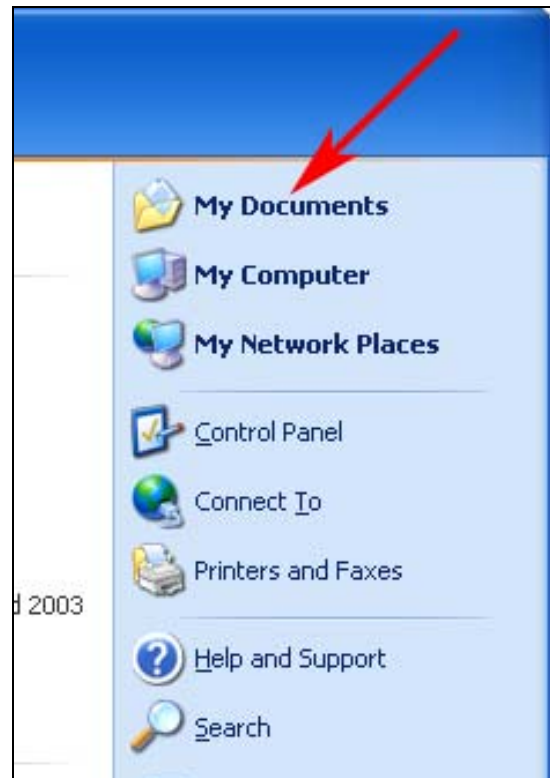 My Documents
My Computer
My Network Places
Control Panel
Connect To
Printers and Faxes
2003
Help and Support
Search